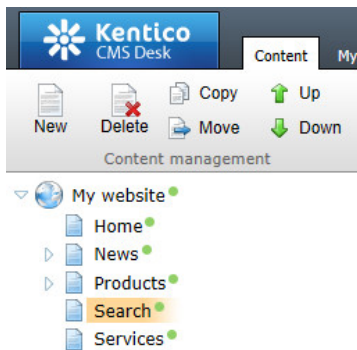 Kentico
CMS Desk
Content My
New Delete Copy Up
Move Down
Content management
My website
Home
News
Products
Search
Services